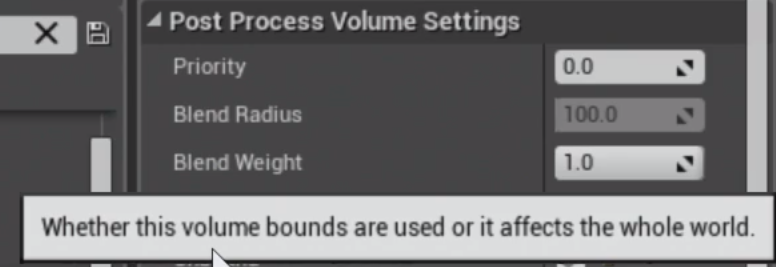 Post Process Volume Settings
Priority
0.0
Blend Radius
100.0
Blend Weight
1.0
Whether this volume bounds are used or it affects the whole world.